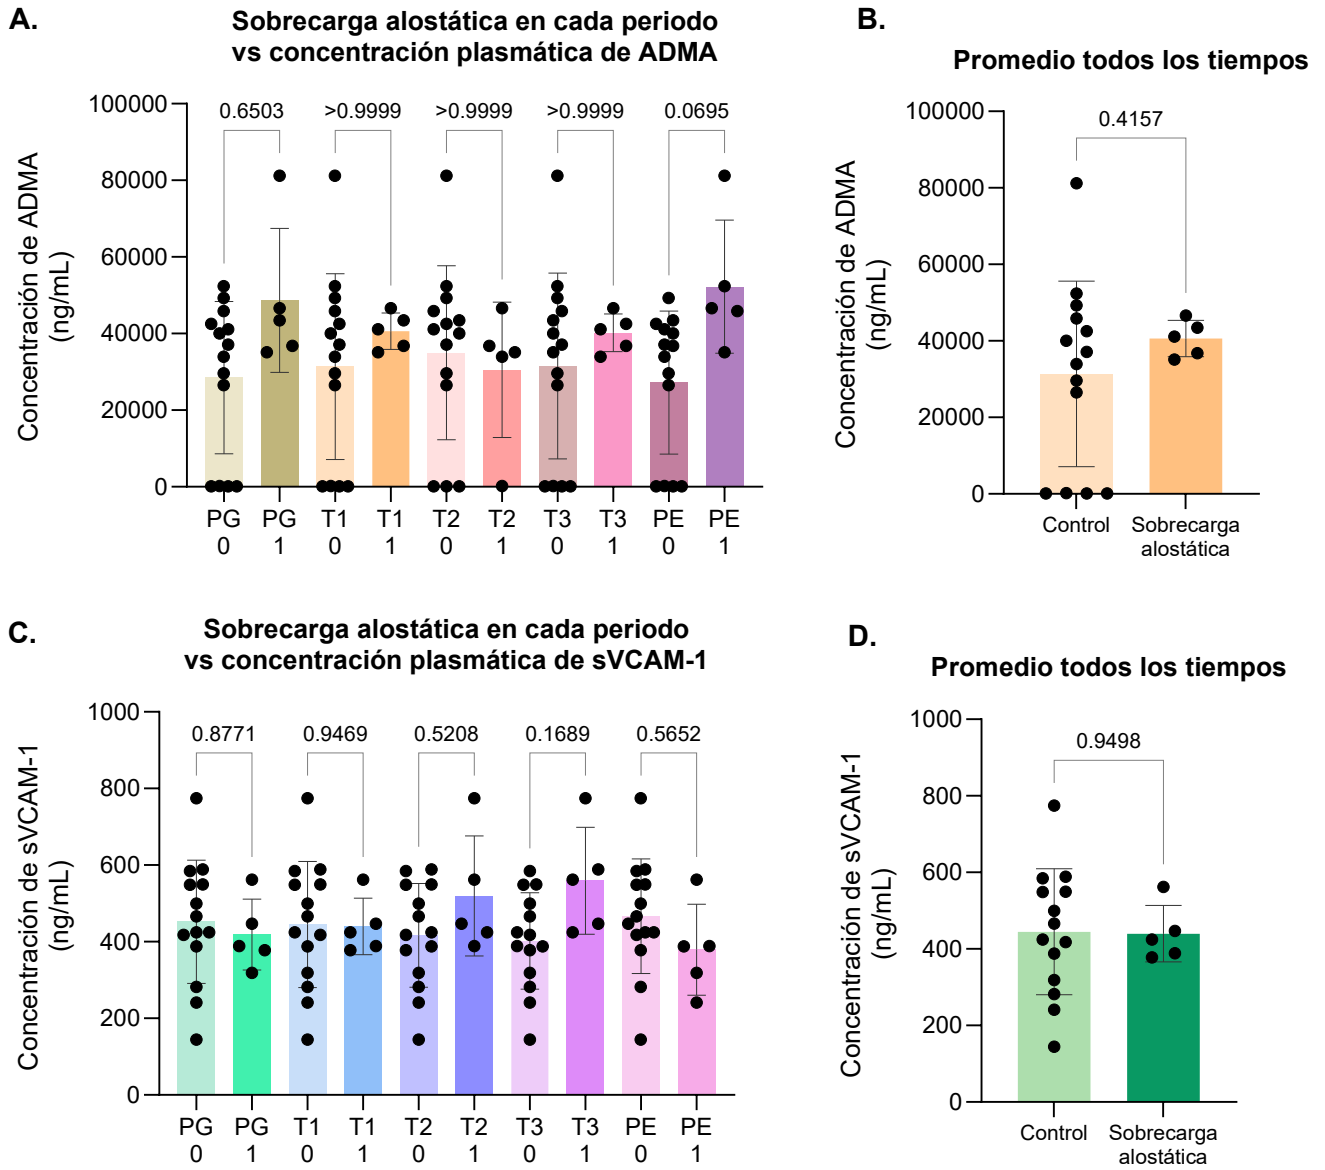 A.
Sobrecarga alostática en cada periodo
vs concentración plasmática de ADMA
Concentración de ADMA
(ng/mL)
100000
80000
60000
40000
20000
0
0.6503 >0.9999 >0.9999 >0.9999 0.0695
PG PG T1 T1 T2 T2 T3 T3 PE PE
0 1 0 1 0 1 0 1 0 1
B.
Promedio todos los tiempos
Concentración de ADMA
(ng/mL)
100000
80000
60000
40000
20000
0
0.4157
Control Sobrecarga
alostática
C.
Sobrecarga alostática en cada periodo
vs concentración plasmática de sVCAM-1
Concentración de sVCAM-1
(ng/mL)
1000
800
600
400
200
0
0.8771 0.9469 0.5208 0.1689 0.5652
PG PG T1 T1 T2 T2 T3 T3 PE PE
0 1 0 1 0 1 0 1 0 1
D.
Promedio todos los tiempos
Concentración de sVCAM-1
(ng/mL)
1000
800
600
400
200
0
0.9498
Control Sobrecarga
alostática